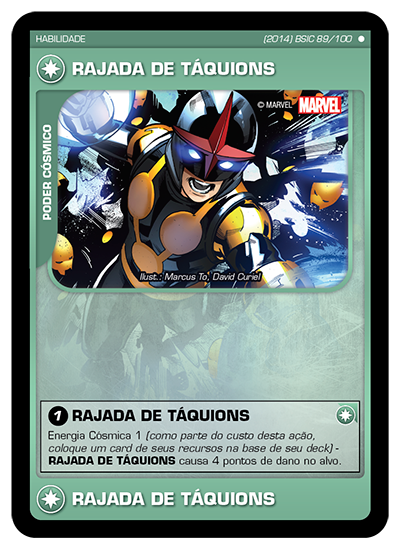 HABILIDADE (2014) BSIC 89/100
RAJADA DE TÁQUIONS
PODER CÓSMICO
© MARVEL MARVEL
Ilust.: Marcus To, David Curiel
1 RAJADA DE TÁQUIONS
Energia Cósmica 1 (como parte do custo desta ação,
coloque um card de seus recursos na base de seu deck) -
RAJADA DE TÁQUIONS causa 4 pontos de dano no alvo.
RAJADA DE TÁQUIONS